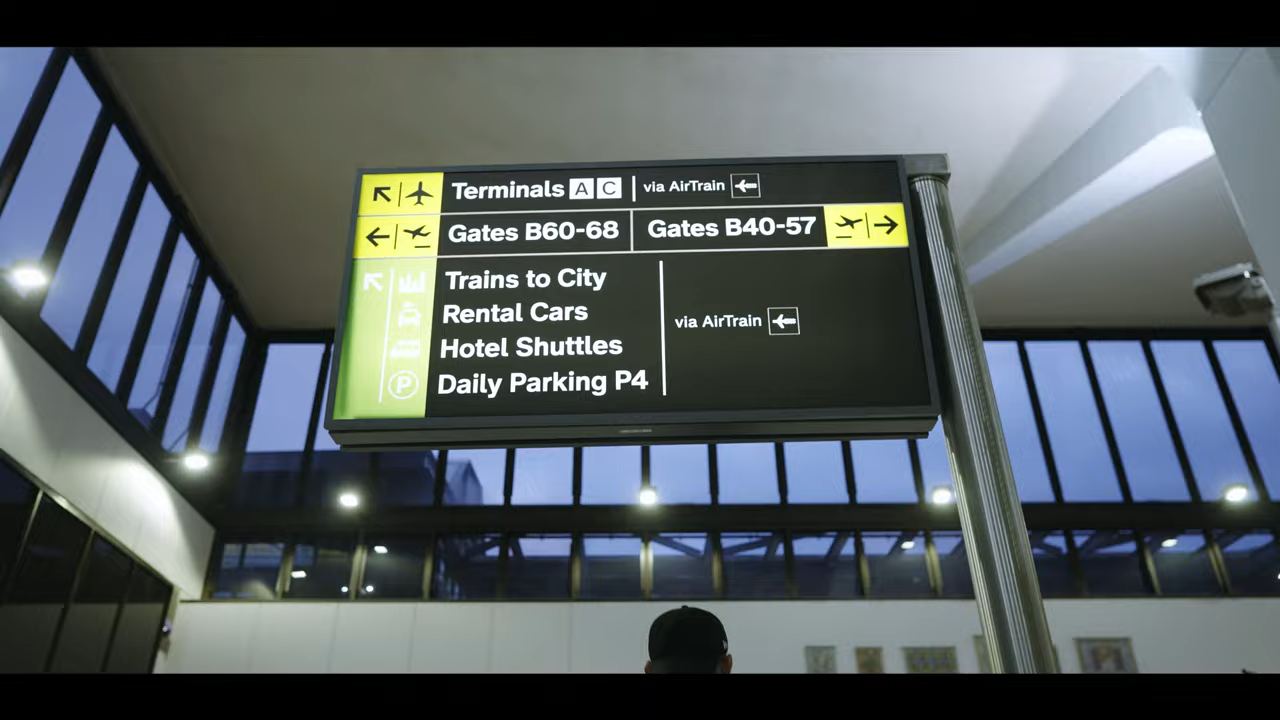 Terminals A C | via AirTrain
Gates B60-68 | Gates B40-57
Trains to City
Rental Cars
via AirTrain
Hotel Shuttles
P Daily Parking P4